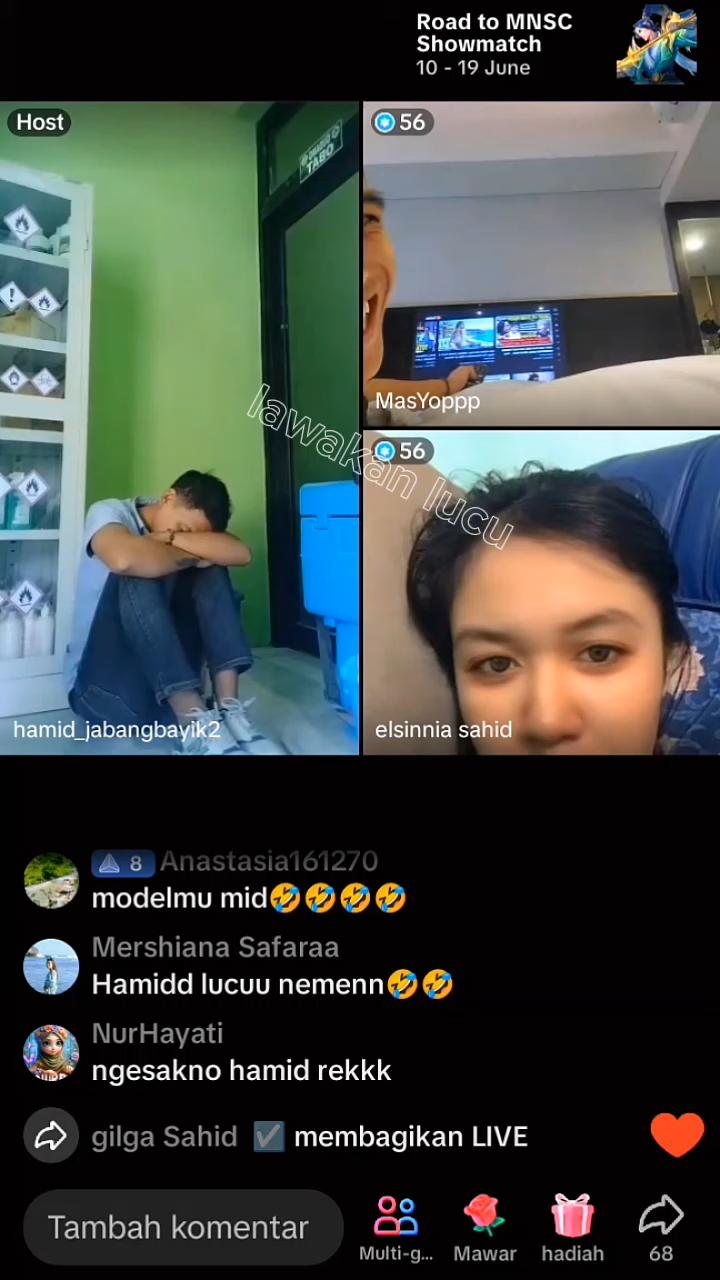 Road to MNSC
Showmatch
10 - 19 June
Host
56
TABO
MasYoppp
lawakan lucu
56
hamid_jabangbayik2
elsinnia sahid
8 Anastasia161270
modelmu mid🤣🤣🤣🤣
Mershiana Safaraa
Hamidd lucuu nemenn🤣🤣
NurHayati
ngesakno hamid rekkk
gilga Sahid ☑️ membagikan LIVE
Tambah komentar
Multi-g...
Mawar
hadiah
68